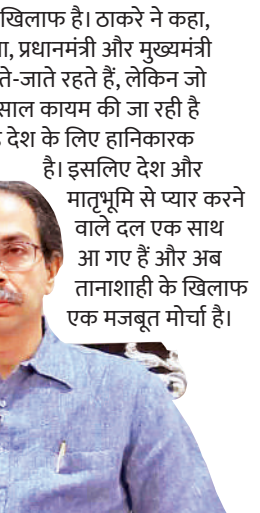 खिलाफ है। ठाकरे ने कहा,
प्रधानमंत्री और मुख्यमंत्री
ते-जाते रहते हैं, लेकिन जो
साल कायम की जा रही है
देश के लिए हानिकारक
है। इसलिए देश और
मातृभूमि से प्यार करने
वाले दल एक साथ
आ गए हैं और अब
तानाशाही के खिलाफ
एक मजबूत मोर्चा है।